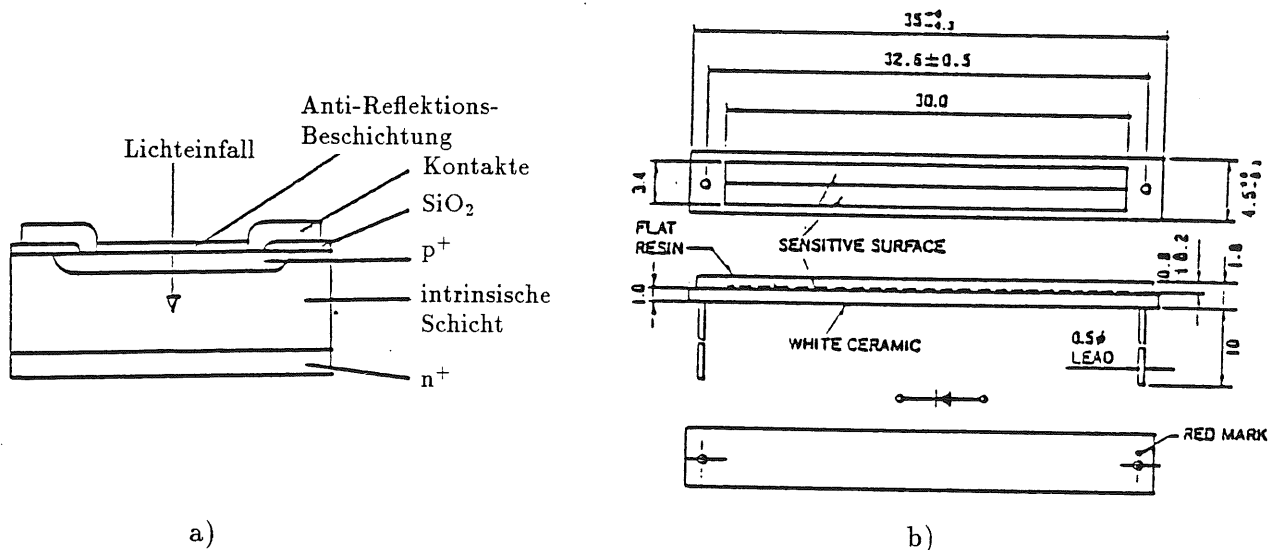 Anti-Reflektions-
Beschichtung
Lichteinfall
Kontakte
SiO₂
p⁺
intrinsische
Schicht
n⁺
a)
32.6±0.5
30.0
3.4
FLAT
RESIN
SENSITIVE SURFACE
1.8
1.0
WHITE CERAMIC
0.5ϕ
LEAD
10
RED MARK
b)